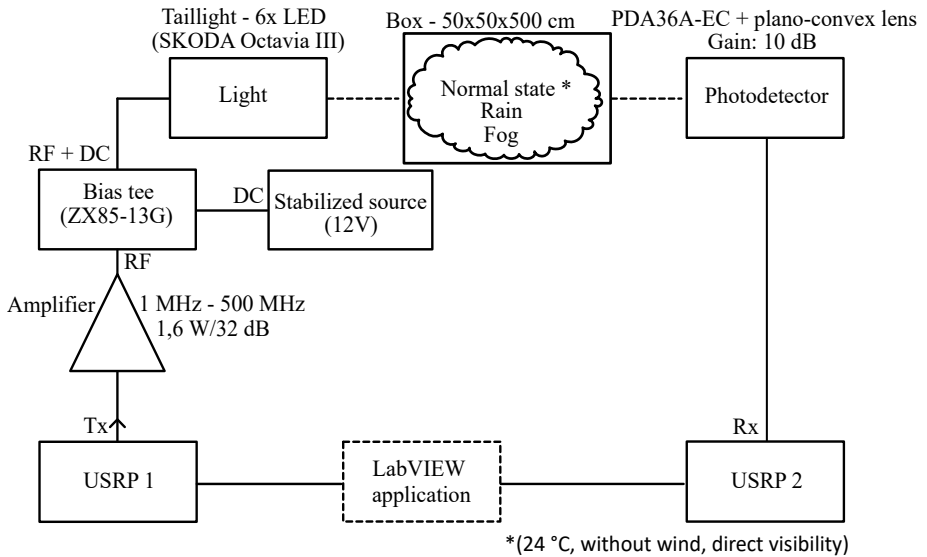 Taillight - 6x LED
(SKODA Octavia III)
Box - 50x50x500 cm
PDA36A-EC + plano-convex lens
Gain: 10 dB
Light
Normal state *
Rain
Fog
Photodetector
RF + DC
Bias tee
(ZX85-13G)
DC
Stabilized source
(12V)
RF
Amplifier
1 MHz - 500 MHz
1,6 W/32 dB
Tx
Rx
USRP 1
LabVIEW
application
USRP 2
*(24 °C, without wind, direct visibility)